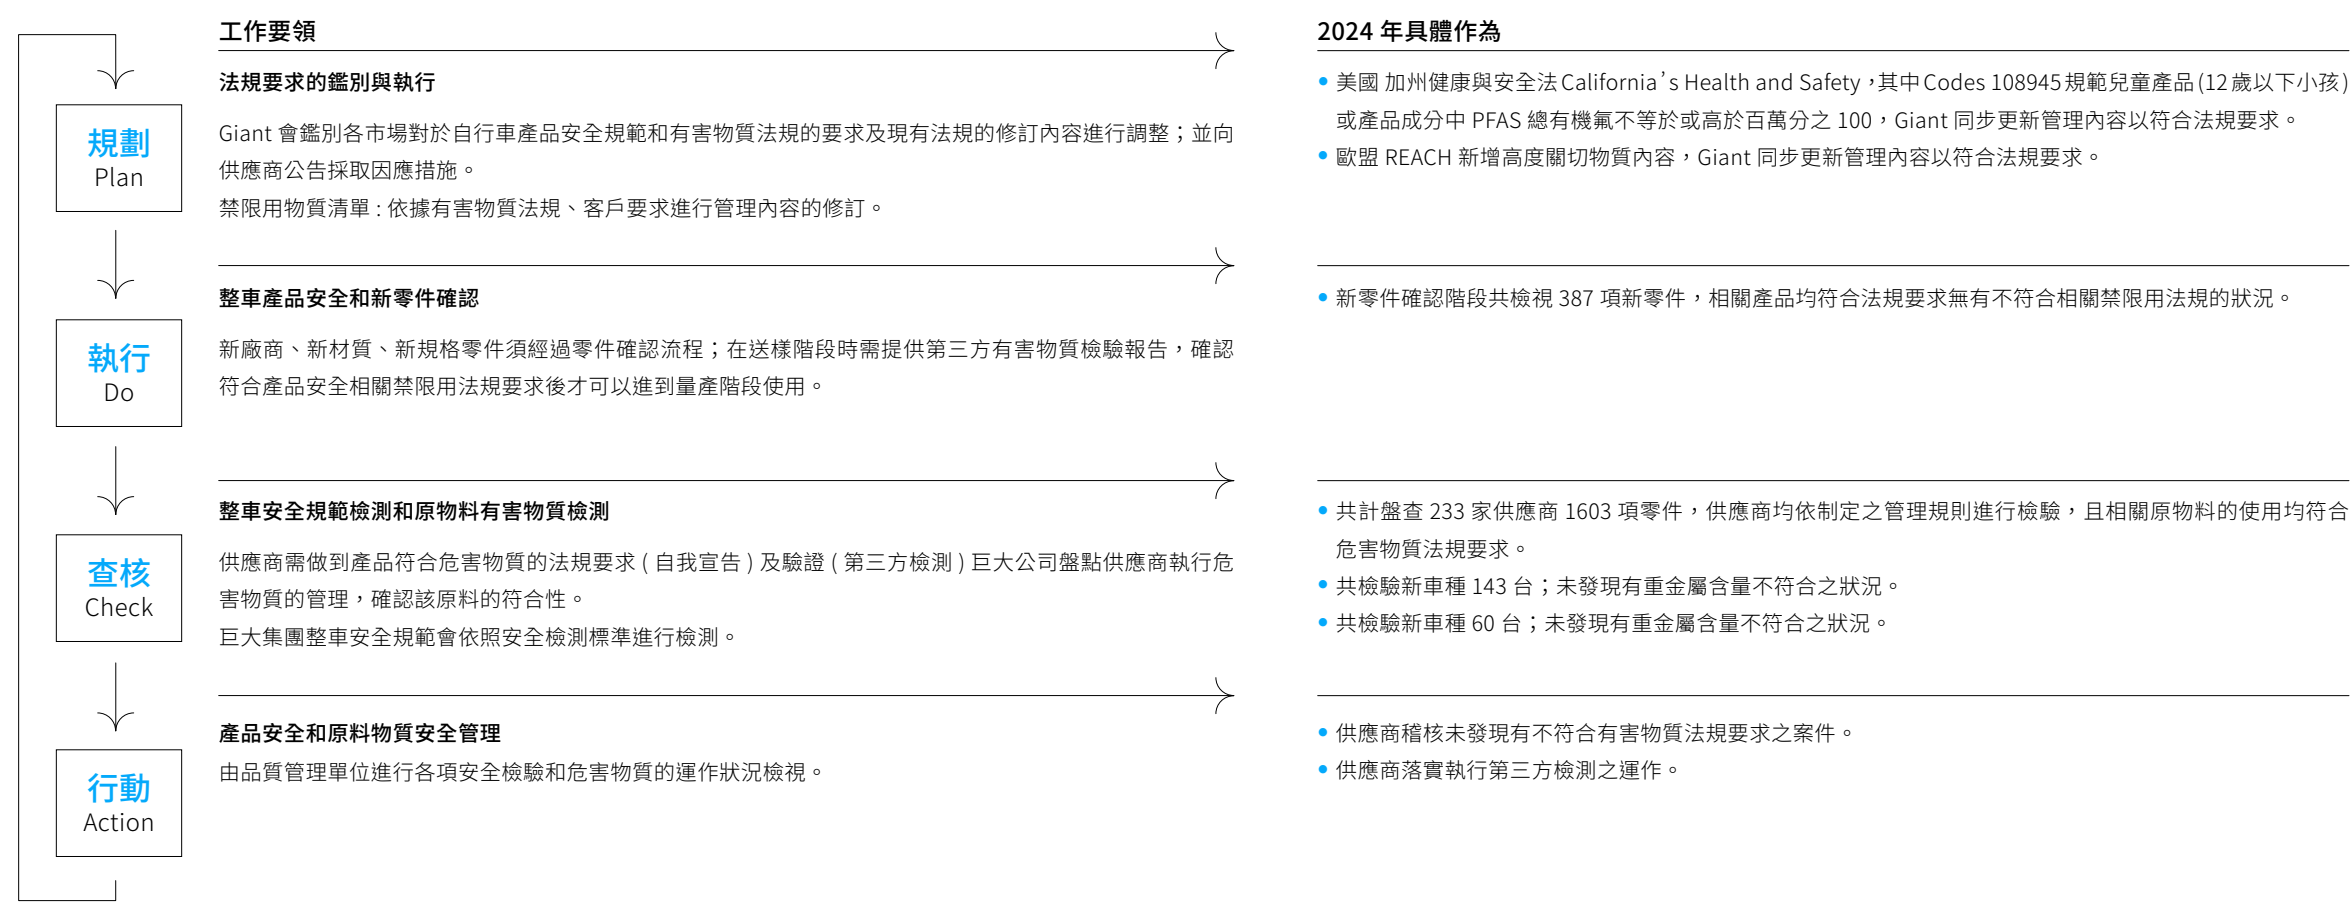 工作要領
2024 年具體作為
規劃
Plan
法規要求的鑑別與執行
Giant 會鑑別各市場對於自行車產品安全規範和有害物質法規的要求及現有法規的修訂內容進行調整；並向
供應商公告採取因應措施。
禁限用物質清單 : 依據有害物質法規、客戶要求進行管理內容的修訂。
• 美國 加州健康與安全法 California’s Health and Safety，其中 Codes 108945 規範兒童產品 (12 歲以下小孩)
或產品成分中 PFAS 總有機氟不等於或高於百萬分之 100，Giant 同步更新管理內容以符合法規要求。
• 歐盟 REACH 新增高度關切物質內容，Giant 同步更新管理內容以符合法規要求。
執行
Do
整車產品安全和新零件確認
新廠商、新材質、新規格零件須經過零件確認流程；在送樣階段時需提供第三方有害物質檢驗報告，確認
符合產品安全相關禁限用法規要求後才可以進到量產階段使用。
• 新零件確認階段共檢視 387 項新零件，相關產品均符合法規要求無有不符合相關禁限用法規的狀況。
查核
Check
整車安全規範檢測和原物料有害物質檢測
供應商需做到產品符合危害物質的法規要求 ( 自我宣告 ) 及驗證 ( 第三方檢測 ) 巨大公司盤點供應商執行危
害物質的管理，確認該原料的符合性。
巨大集團整車安全規範會依照安全檢測標準進行檢測。
• 共計盤查 233 家供應商 1603 項零件，供應商均依制定之管理規則進行檢驗，且相關原物料的使用均符合
危害物質法規要求。
• 共檢驗新車種 143 台；未發現有重金屬含量不符合之狀況。
• 共檢驗新車種 60 台；未發現有重金屬含量不符合之狀況。
行動
Action
產品安全和原料物質安全管理
由品質管理單位進行各項安全檢驗和危害物質的運作狀況檢視。
• 供應商稽核未發現有不符合有害物質法規要求之案件。
• 供應商落實執行第三方檢測之運作。